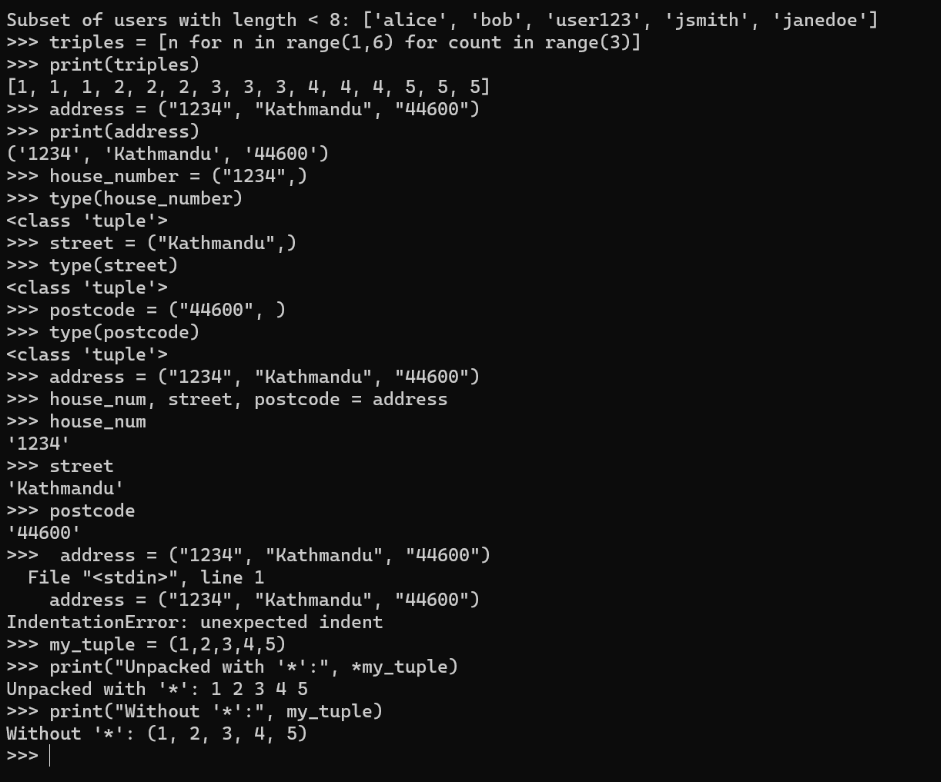 Subset of users with length < 8: ['alice', 'bob', 'user123', 'jsmith', 'janedoe']
>>> triples = [n for n in range(1,6) for count in range(3)]
>>> print(triples)
[1, 1, 1, 2, 2, 2, 3, 3, 3, 4, 4, 4, 5, 5, 5]
>>> address = ("1234", "Kathmandu", "44600")
>>> print(address)
('1234', 'Kathmandu', '44600')
>>> house_number = ("1234",)
>>> type(house_number)
<class 'tuple'>
>>> street = ("Kathmandu",)
>>> type(street)
<class 'tuple'>
>>> postcode = ("44600", )
>>> type(postcode)
<class 'tuple'>
>>> address = ("1234", "Kathmandu", "44600")
>>> house_num, street, postcode = address
>>> house_num
'1234'
>>> street
'Kathmandu'
>>> postcode
'44600'
>>>  address = ("1234", "Kathmandu", "44600")
  File "<stdin>", line 1
    address = ("1234", "Kathmandu", "44600")
IndentationError: unexpected indent
>>> my_tuple = (1,2,3,4,5)
>>> print("Unpacked with '*':", *my_tuple)
Unpacked with '*': 1 2 3 4 5
>>> print("Without '*':", my_tuple)
Without '*': (1, 2, 3, 4, 5)
>>>